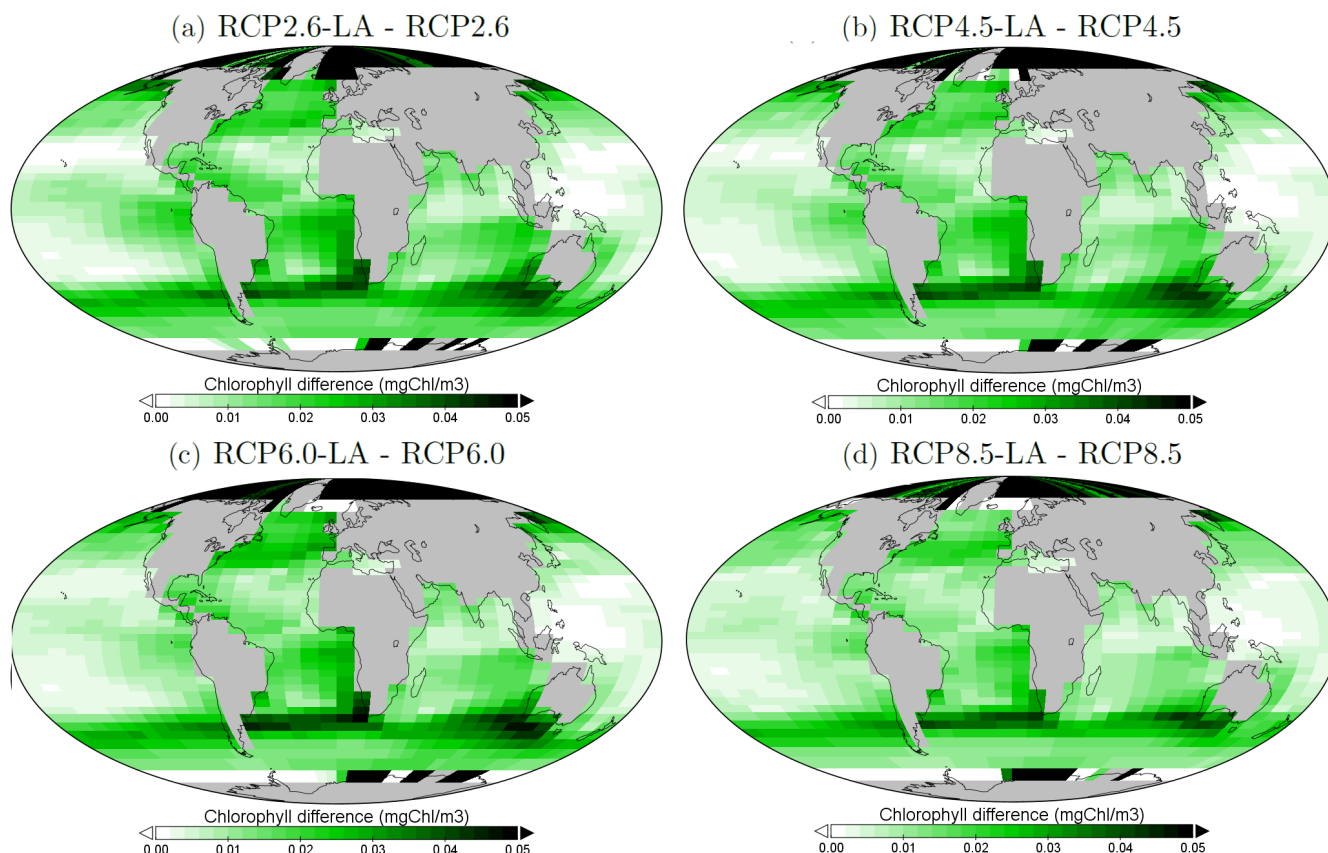 (a) RCP2.6-LA - RCP2.6
(b) RCP4.5-LA - RCP4.5
Chlorophyll difference (mgChl/m3)
0.00 0.01 0.02 0.03 0.04 0.05
Chlorophyll difference (mgChl/m3)
0.00 0.01 0.02 0.03 0.04 0.05
(c) RCP6.0-LA - RCP6.0
(d) RCP8.5-LA - RCP8.5
Chlorophyll difference (mgChl/m3)
0.00 0.01 0.02 0.03 0.04 0.05
Chlorophyll difference (mgChl/m3)
0.00 0.01 0.02 0.03 0.04 0.05